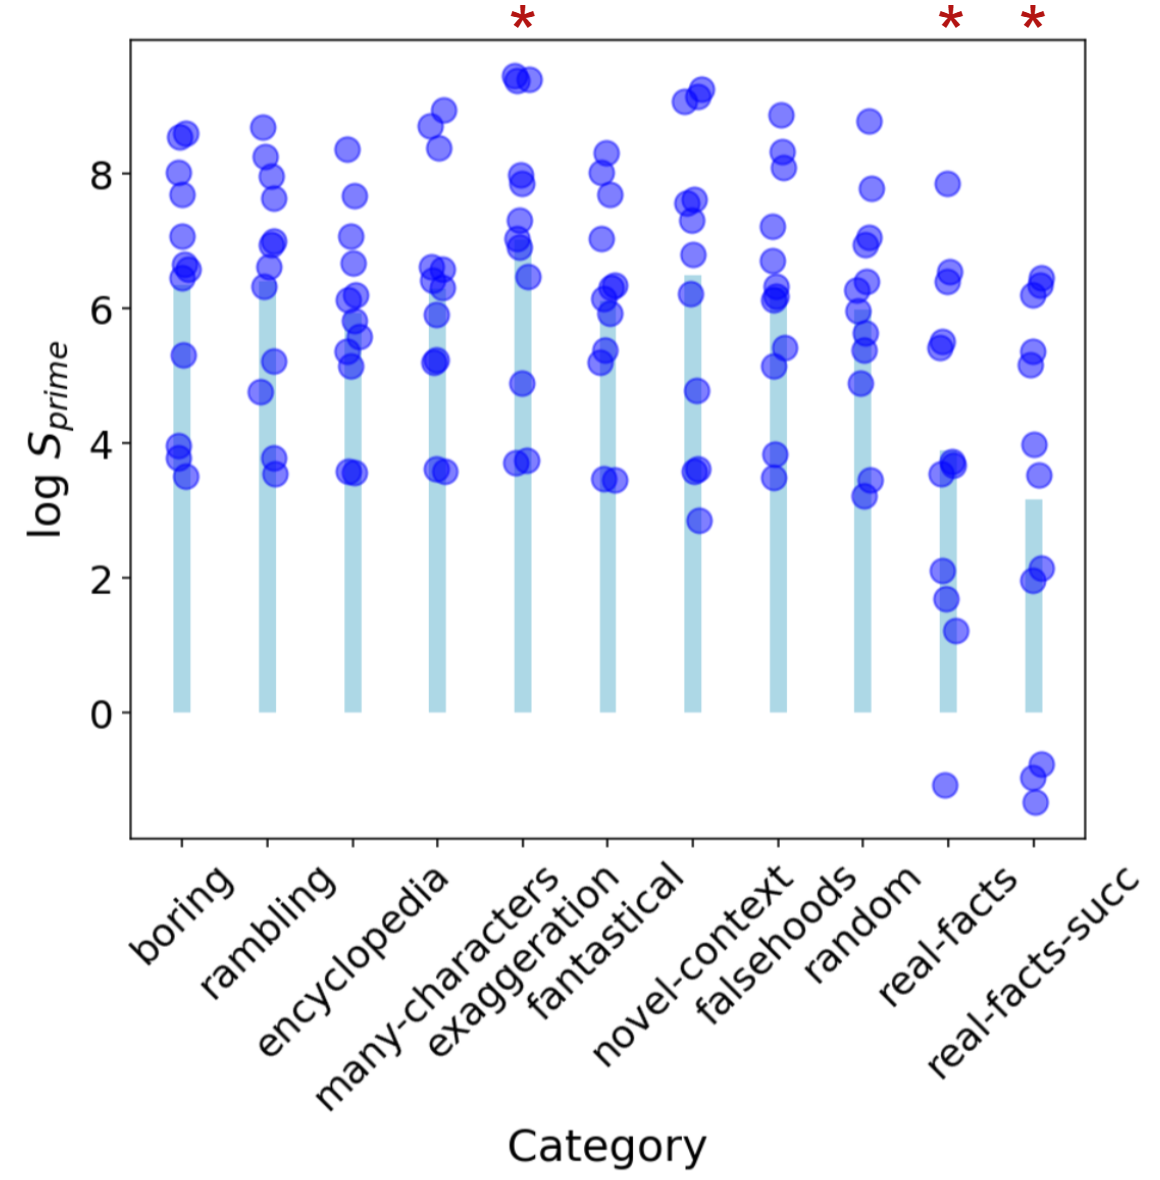 * * *
8
6
4
2
0
log S_prime
boring
rambling
encyclopedia
many-characters
exaggeration
fantastical
novel-context
falsehoods
random
real-facts
real-facts-succ
Category